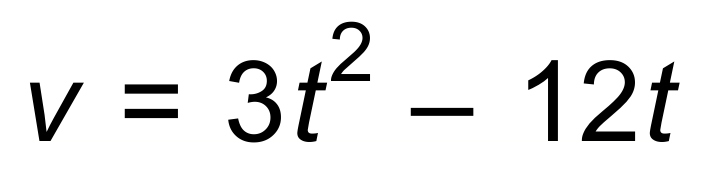 v = 3t² − 12t